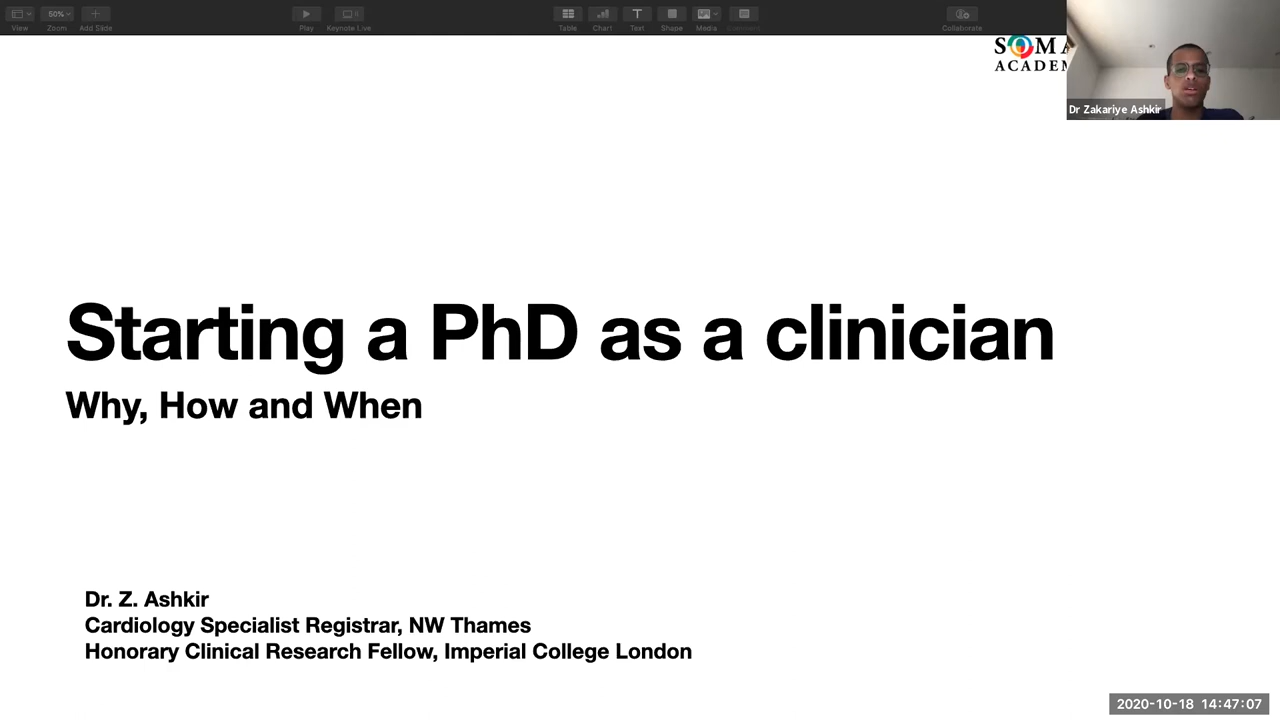 50%
View
Zoom
Add Slide
Play
Keynote Live
Table
Chart
Text
Shape
Media
Comment
Collaborate
SOMA
ACADEM
Dr Zakariye Ashkir
Starting a PhD as a clinician
Why, How and When
Dr. Z. Ashkir
Cardiology Specialist Registrar, NW Thames
Honorary Clinical Research Fellow, Imperial College London
2020-10-18 14:47:07